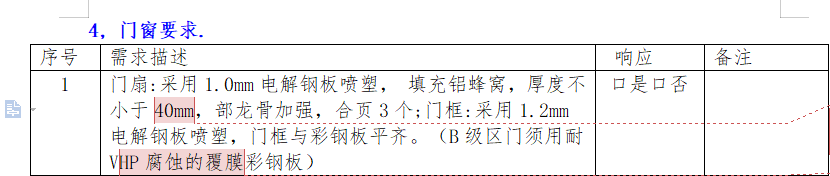 4，门窗要求.
序号 需求描述 响应 备注
1 门扇:采用 1.0mm 电解钢板喷塑， 填充铝蜂窝，厚度不 口是口否
小于 40mm，部龙骨加强，合页 3 个;门框:采用 1.2mm
电解钢板喷塑，门框与彩钢板平齐。（B 级区门须用耐
VHP 腐蚀的覆膜彩钢板）